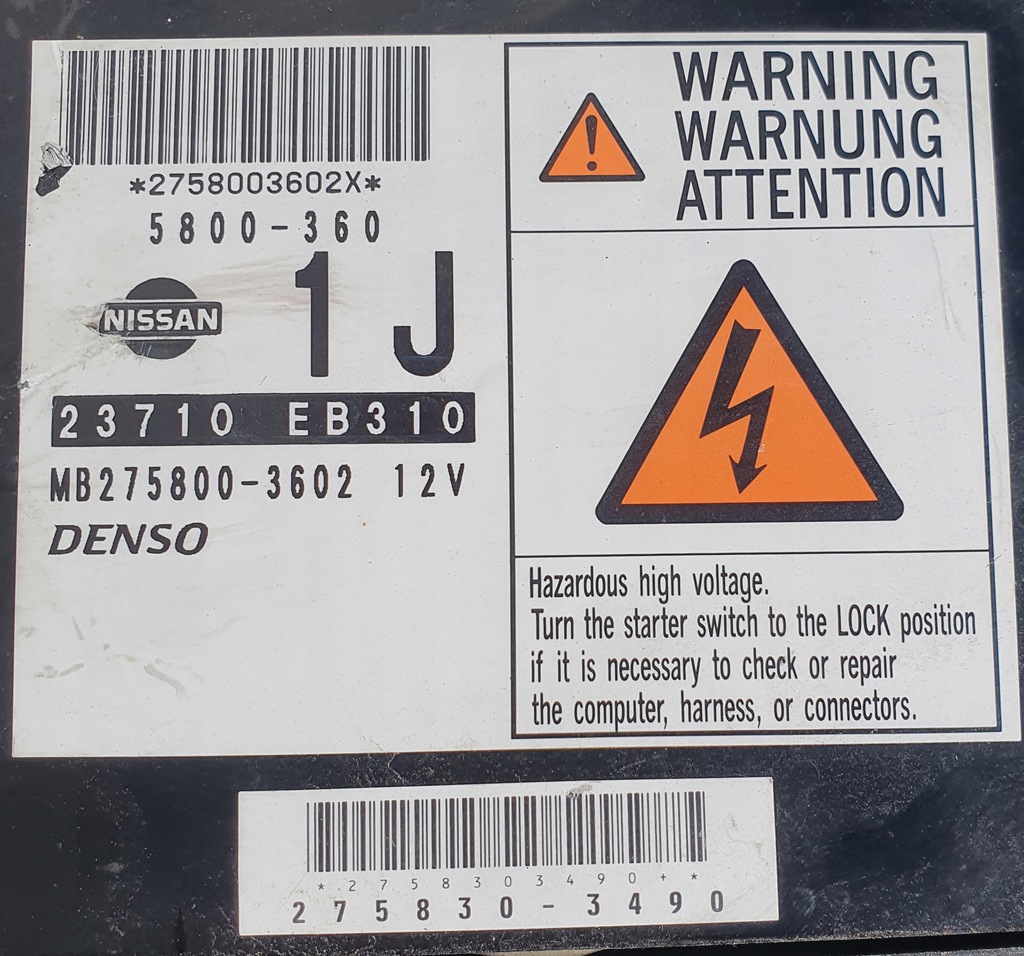 *2758003602X*
5800-360
NISSAN
1J
23710 EB310
MB275800-3602 12V
DENSO
WARNING
WARNUNG
ATTENTION
Hazardous high voltage.
Turn the starter switch to the LOCK position
if it is necessary to check or repair
the computer, harness, or connectors.
*2758303490+*
275830-3490